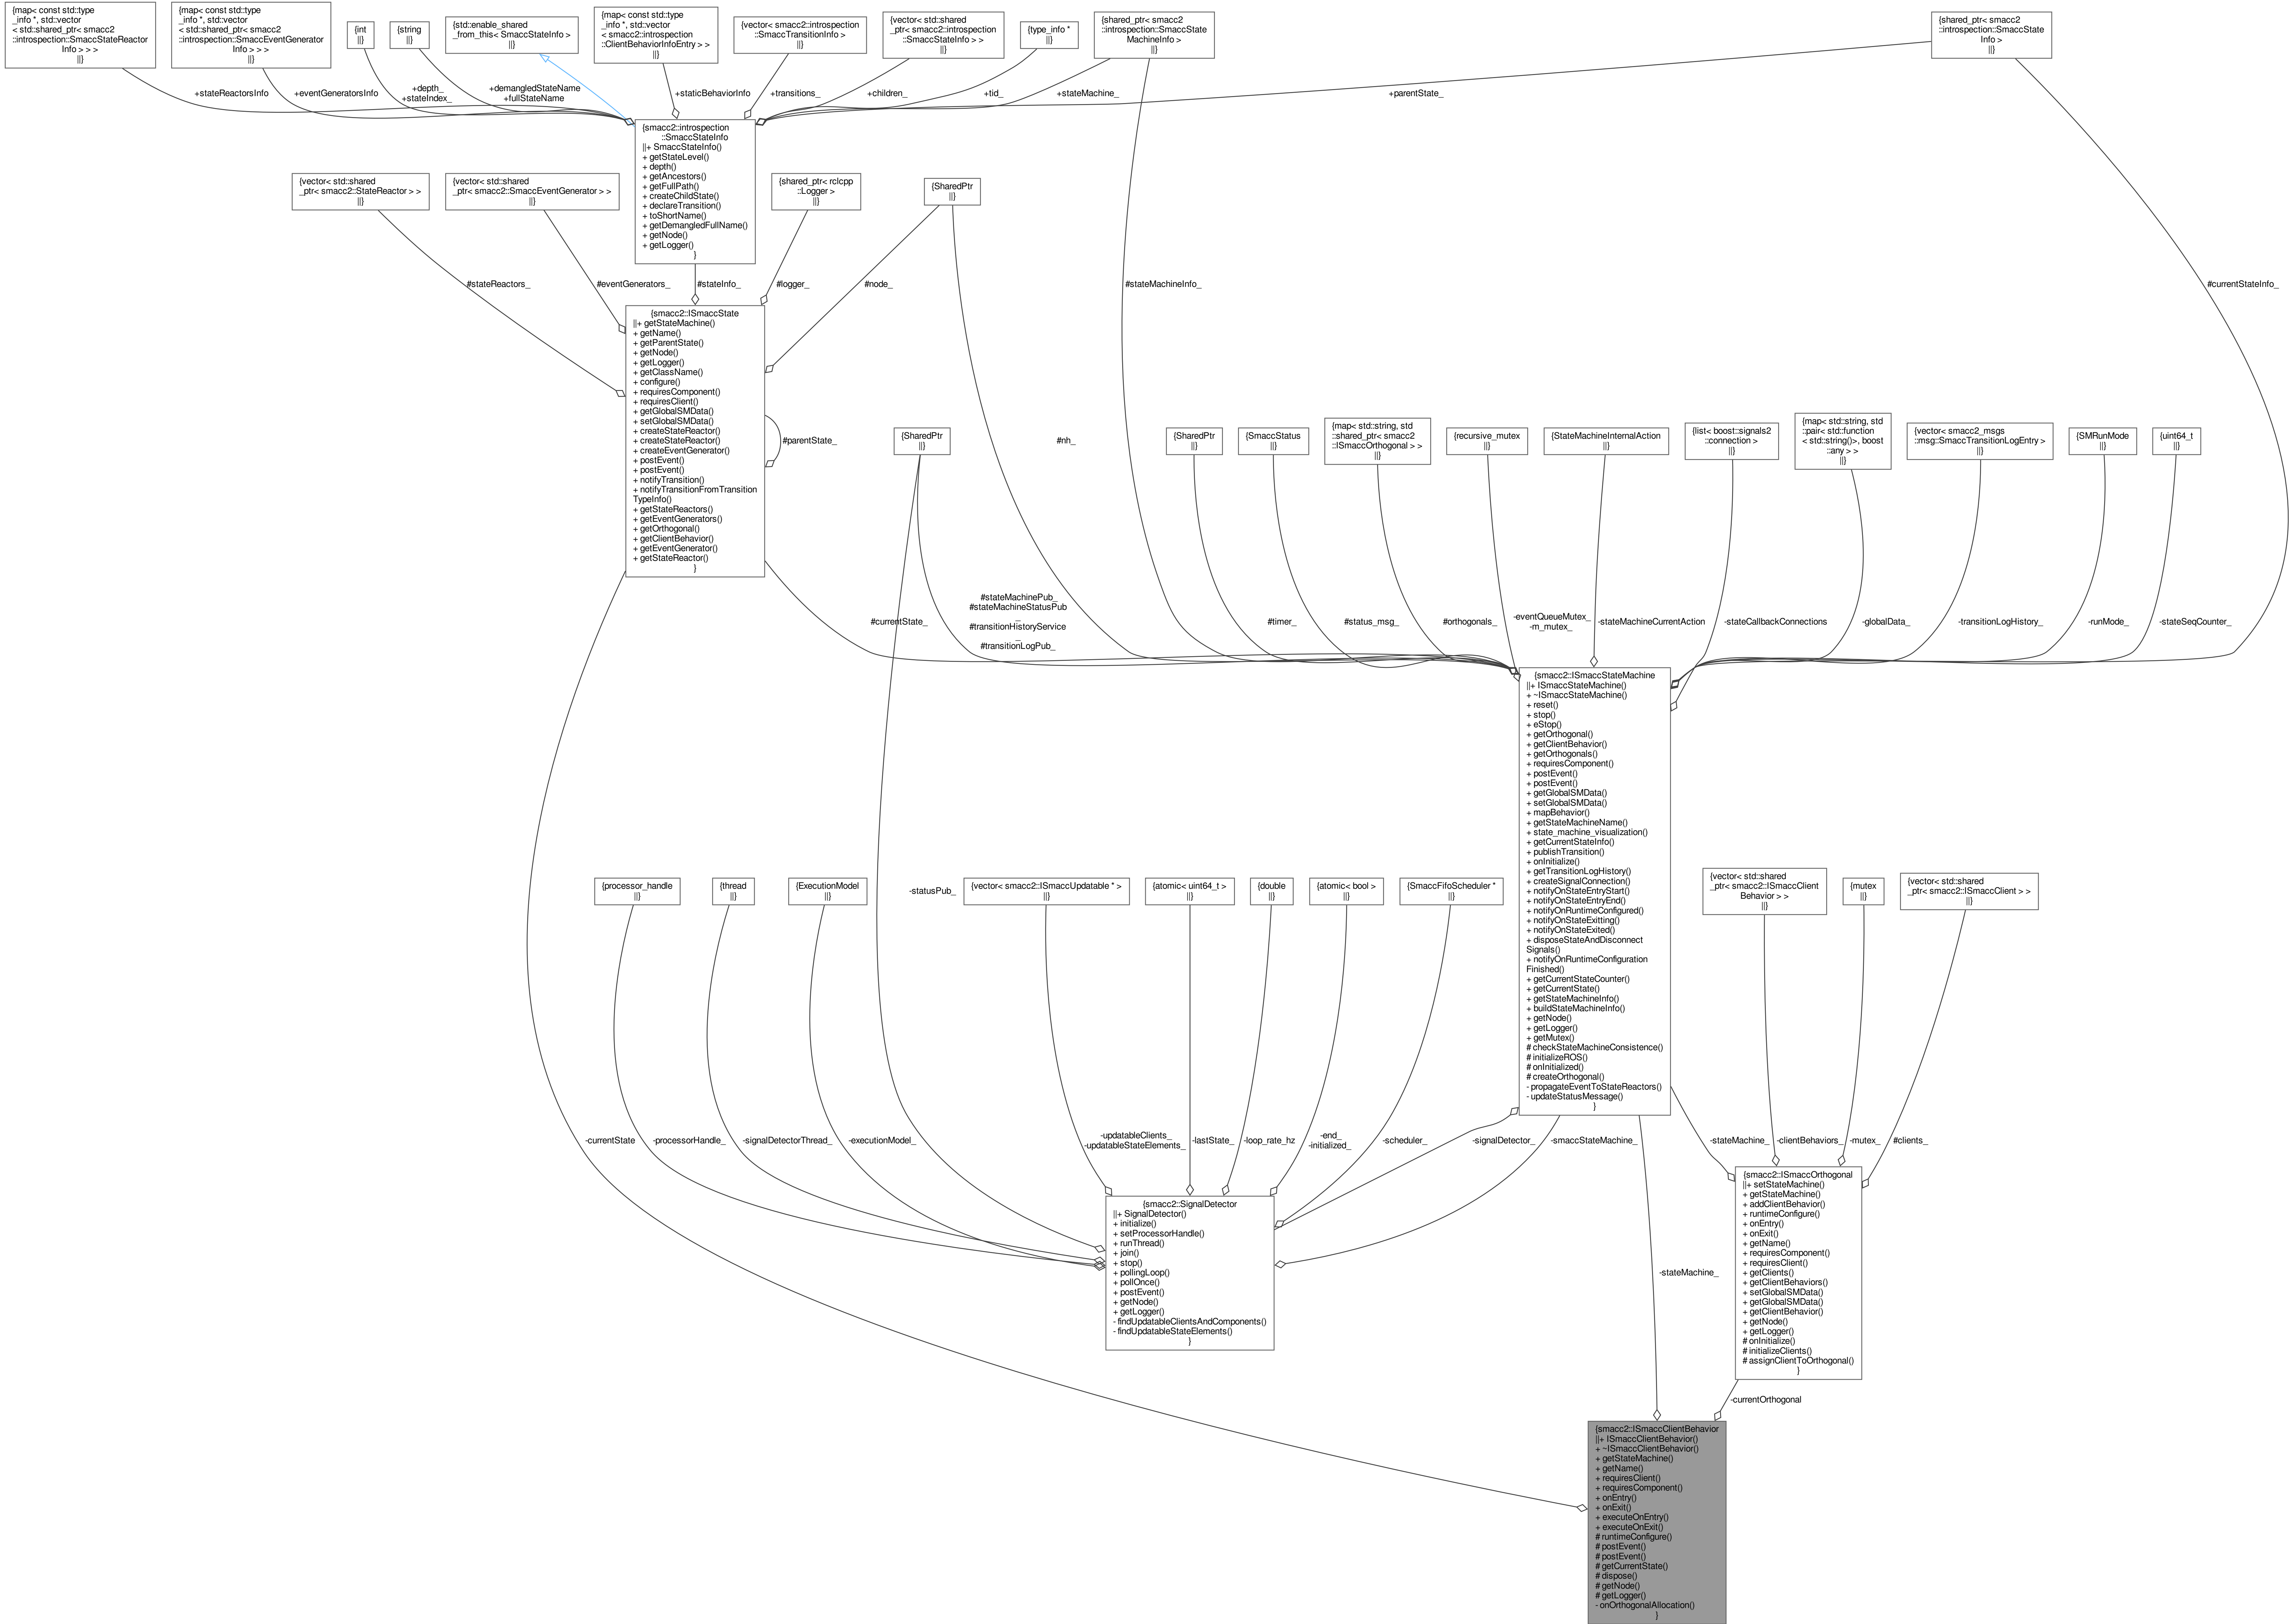 {map< const std::type
_info *, std::vector
< std::shared_ptr< smacc2
::introspection::SmaccStateReactor
Info > > >
||}
{map< const std::type
_info *, std::vector
< std::shared_ptr< smacc2
::introspection::SmaccEventGenerator
Info > > >
||}
{int
||}
{string
||}
{std::enable_shared
_from_this< SmaccStateInfo >
||}
{map< const std::type
_info *, std::vector
< smacc2::introspection
::ClientBehaviorInfoEntry > >
||}
{vector< smacc2::introspection
::SmaccTransitionInfo >
||}
{vector< std::shared
_ptr< smacc2::introspection
::SmaccStateInfo > >
||}
{type_info *
||}
{shared_ptr< smacc2
::introspection::SmaccState
MachineInfo >
||}
{shared_ptr< smacc2
::introspection::SmaccState
Info >
||}
+stateReactorsInfo
+eventGeneratorsInfo
+depth_
+stateIndex_
+demangledStateName
+fullStateName
+staticBehaviorInfo
+transitions_
+children_
+tid_
+stateMachine_
+parentState_
{smacc2::introspection
::SmaccStateInfo
||+ SmaccStateInfo()
+ getStateLevel()
+ depth()
+ getAncestors()
+ getFullPath()
+ createChildState()
+ declareTransition()
+ toShortName()
+ getDemangledFullName()
+ getNode()
+ getLogger()
}
{vector< std::shared
_ptr< smacc2::StateReactor > >
||}
{vector< std::shared
_ptr< smacc2::SmaccEventGenerator > >
||}
{shared_ptr< rclcpp
::Logger >
||}
{SharedPtr
||}
#stateReactors_
#eventGenerators_
#stateInfo_
#logger_
#node_
#stateMachineInfo_
#currentStateInfo_
{smacc2::ISmaccState
||+ getStateMachine()
+ getName()
+ getParentState()
+ getNode()
+ getLogger()
+ getClassName()
+ configure()
+ requiresComponent()
+ requiresClient()
+ getGlobalSMData()
+ setGlobalSMData()
+ createStateReactor()
+ createStateReactor()
+ createEventGenerator()
+ postEvent()
+ postEvent()
+ notifyTransition()
+ notifyTransitionFromTransition
TypeInfo()
+ getStateReactors()
+ getEventGenerators()
+ getOrthogonal()
+ getClientBehavior()
+ getEventGenerator()
+ getStateReactor()
}
#parentState_
{SharedPtr
||}
#nh_
{SharedPtr
||}
{SmaccStatus
||}
{map< std::string, std
::shared_ptr< smacc2
::ISmaccOrthogonal > >
||}
{recursive_mutex
||}
{StateMachineInternalAction
||}
{list< boost::signals2
::connection >
||}
{map< std::string, std
::pair< std::function
< std::string()>, boost
::any > >
||}
{vector< smacc2_msgs
::msg::SmaccTransitionLogEntry >
||}
{SMRunMode
||}
{uint64_t
||}
#currentState_
#stateMachinePub_
#stateMachineStatusPub
_
#transitionHistoryService
_
#transitionLogPub_
#timer_
#status_msg_
#orthogonals_
-eventQueueMutex_
-m_mutex_
-stateMachineCurrentAction
-stateCallbackConnections
-globalData_
-transitionLogHistory_
-runMode_
-stateSeqCounter_
{smacc2::ISmaccStateMachine
||+ ISmaccStateMachine()
+ ~ISmaccStateMachine()
+ reset()
+ stop()
+ eStop()
+ getOrthogonal()
+ getClientBehavior()
+ getOrthogonals()
+ requiresComponent()
+ postEvent()
+ postEvent()
+ getGlobalSMData()
+ setGlobalSMData()
+ mapBehavior()
+ getStateMachineName()
+ state_machine_visualization()
+ getCurrentStateInfo()
+ publishTransition()
+ onInitialize()
+ getTransitionLogHistory()
+ createSignalConnection()
+ notifyOnStateEntryStart()
+ notifyOnStateEntryEnd()
+ notifyOnRuntimeConfigured()
+ notifyOnStateExitting()
+ notifyOnStateExited()
+ disposeStateAndDisconnect
Signals()
+ notifyOnRuntimeConfiguration
Finished()
+ getCurrentStateCounter()
+ getCurrentState()
+ getStateMachineInfo()
+ buildStateMachineInfo()
+ getNode()
+ getLogger()
+ getMutex()
# checkStateMachineConsistence()
# initializeROS()
# onInitialized()
# createOrthogonal()
- propagateEventToStateReactors()
- updateStatusMessage()
}
{processor_handle
||}
{thread
||}
{ExecutionModel
||}
-statusPub_
{vector< smacc2::ISmaccUpdatable * >
||}
{atomic< uint64_t >
||}
{double
||}
{atomic< bool >
||}
{SmaccFifoScheduler *
||}
{vector< std::shared
_ptr< smacc2::ISmaccClient
Behavior > >
||}
{mutex
||}
{vector< std::shared
_ptr< smacc2::ISmaccClient > >
||}
-currentState
-processorHandle_
-signalDetectorThread_
-executionModel_
-updatableClients_
-updatableStateElements_
-lastState_
-loop_rate_hz
-end_
-initialized_
-scheduler_
-signalDetector_
-smaccStateMachine_
-stateMachine_
-clientBehaviors_
-mutex_
#clients_
{smacc2::SignalDetector
||+ SignalDetector()
+ initialize()
+ setProcessorHandle()
+ runThread()
+ join()
+ stop()
+ pollingLoop()
+ pollOnce()
+ postEvent()
+ getNode()
+ getLogger()
- findUpdatableClientsAndComponents()
- findUpdatableStateElements()
}
{smacc2::ISmaccOrthogonal
||+ setStateMachine()
+ getStateMachine()
+ addClientBehavior()
+ runtimeConfigure()
+ onEntry()
+ onExit()
+ getName()
+ requiresComponent()
+ requiresClient()
+ getClients()
+ getClientBehaviors()
+ setGlobalSMData()
+ getGlobalSMData()
+ getClientBehavior()
+ getNode()
+ getLogger()
# onInitialize()
# initializeClients()
# assignClientToOrthogonal()
}
-stateMachine_
-currentOrthogonal
{smacc2::ISmaccClientBehavior
||+ ISmaccClientBehavior()
+ ~ISmaccClientBehavior()
+ getStateMachine()
+ getName()
+ requiresClient()
+ requiresComponent()
+ onEntry()
+ onExit()
+ executeOnEntry()
+ executeOnExit()
# runtimeConfigure()
# postEvent()
# postEvent()
# getCurrentState()
# dispose()
# getNode()
# getLogger()
- onOrthogonalAllocation()
}